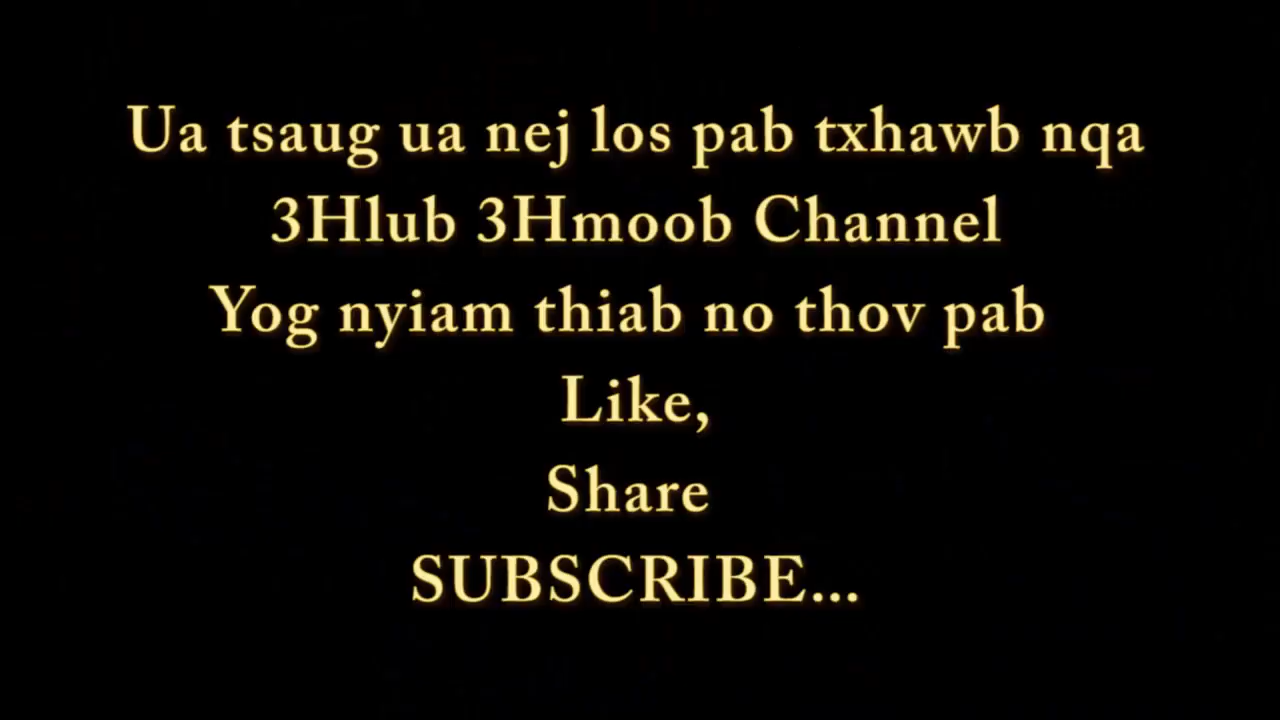 Ua tsaug ua nej los pab txhawb nqa
3Hlub 3Hmoob Channel
Yog nyiam thiab no thov pab
Like,
Share
SUBSCRIBE...